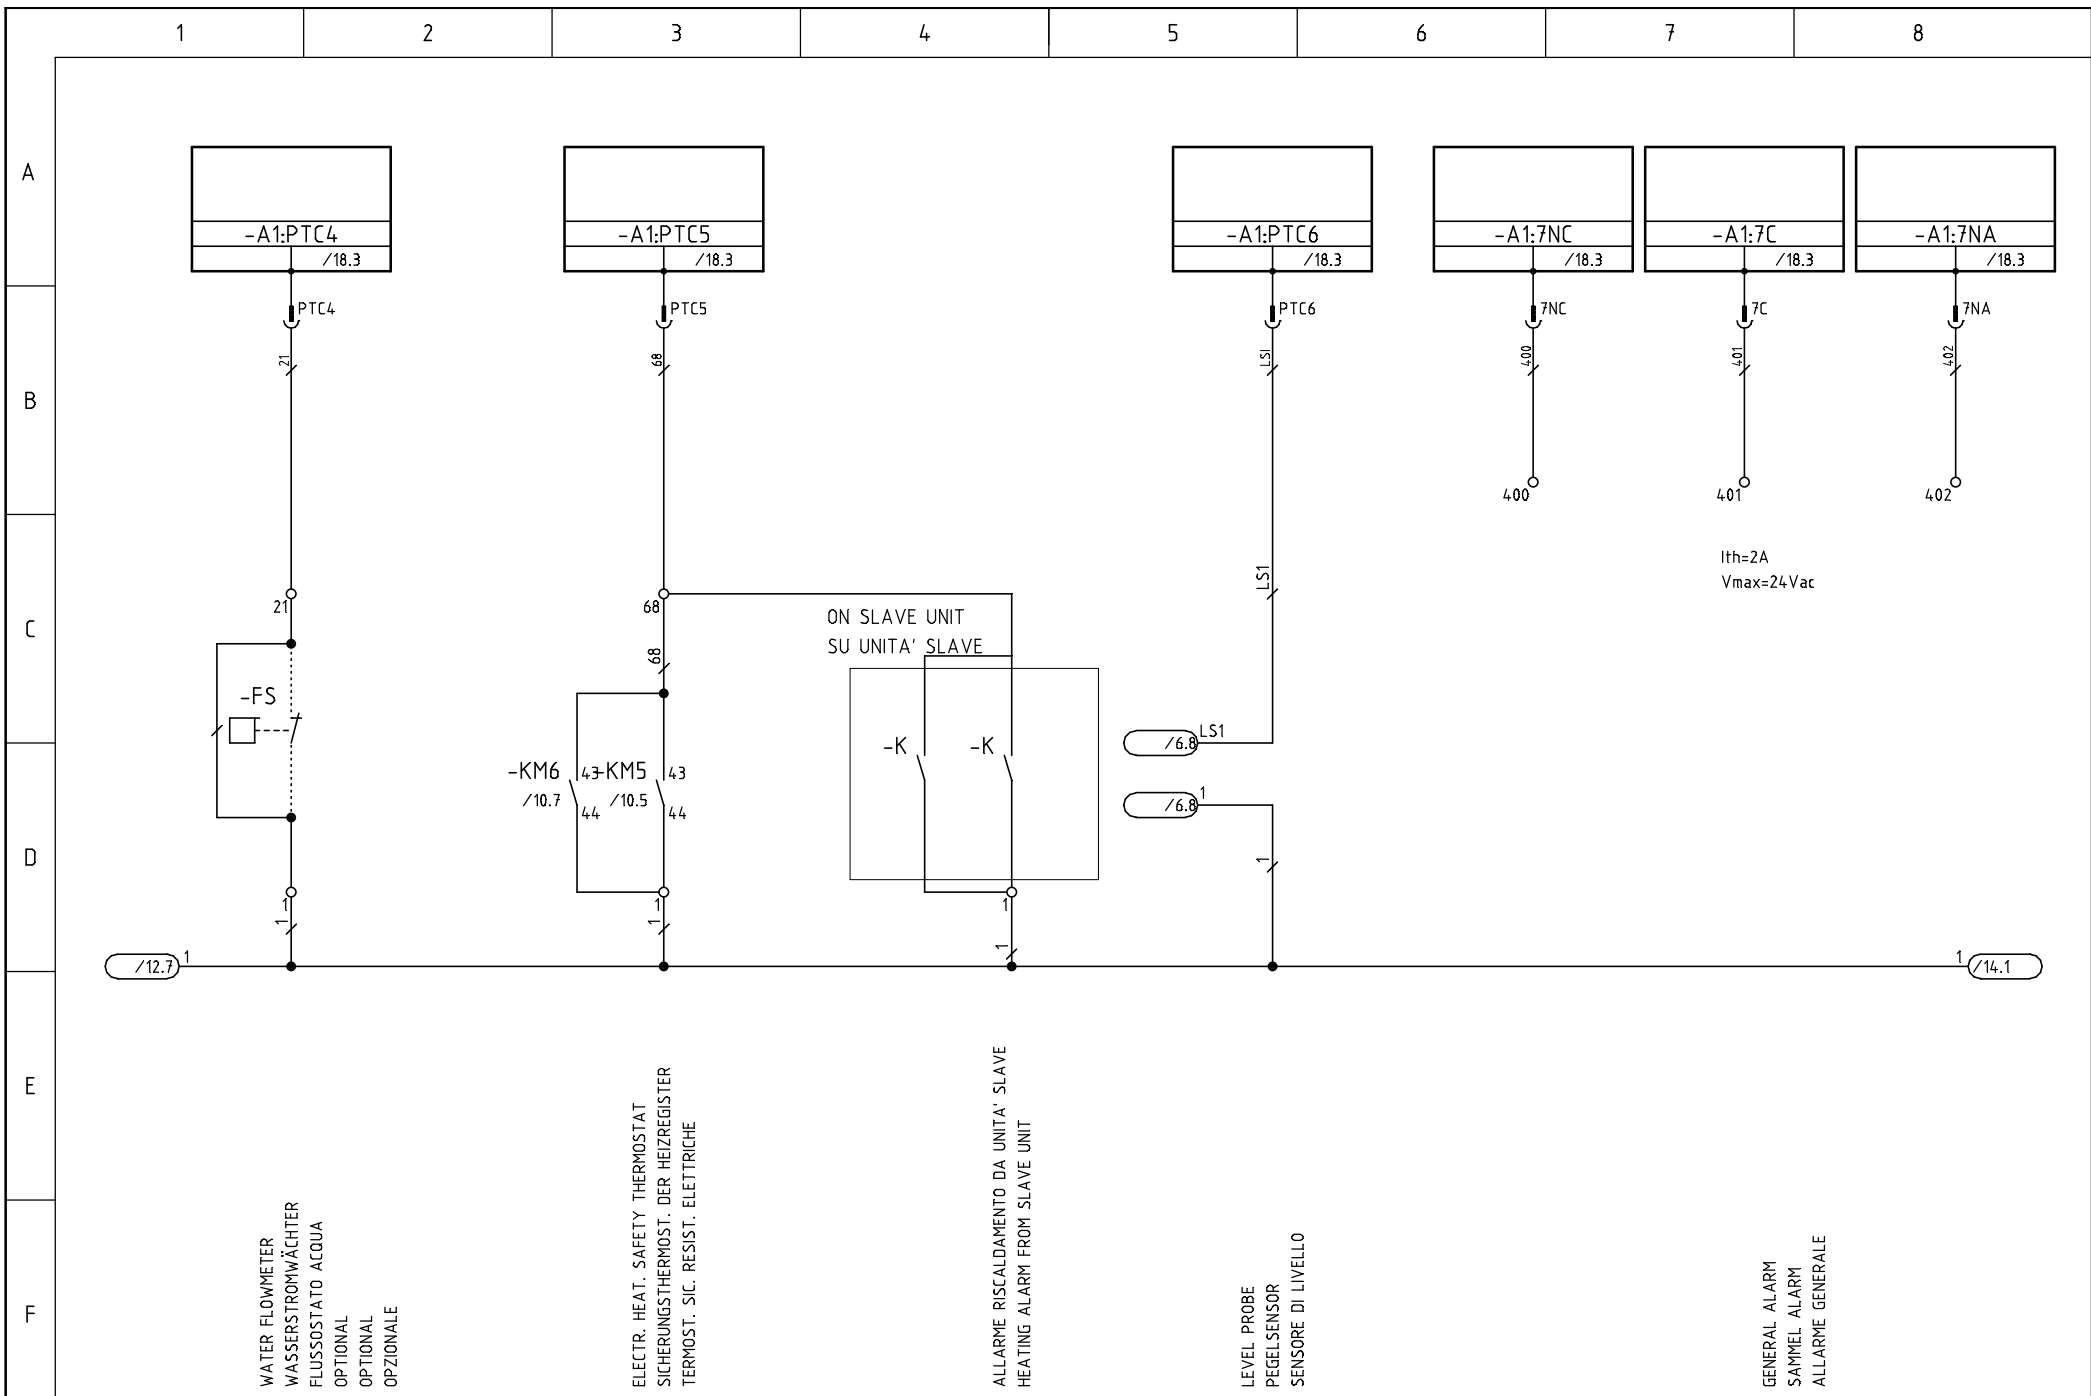 1 2 3 4 5 6 7 8
A
B
C
D
E
F
-A1:PTC4
/18.3
PTC4
21
21
-FS
1
1
-A1:PTC5
/18.3
PTC5
68
68
68
-KM6
/10.7
43
44
-KM5
/10.5
43
44
1
1
ON SLAVE UNIT
SU UNITA' SLAVE
-K
-K
1
1
-A1:PTC6
/18.3
PTC6
LS1
LS1
/6.8
LS1
/6.8
1
1
-A1:7NC
/18.3
7NC
400
400
-A1:7C
/18.3
7C
401
401
-A1:7NA
/18.3
7NA
402
402
Ith=2A
Vmax=24Vac
/12.7
1
1
/14.1
WATER FLOWMETER
WASSERSTROMWÄCHTER
FLUSSOSTATO ACQUA
OPTIONAL
OPTIONAL
OPZIONALE
ELECTR. HEAT. SAFETY THERMOSTAT
SICHERUNGSTHERMOST. DER HEIZREGISTER
TERMOST. SIC. RESIST. ELETTRICHE
ALLARME RISCALDAMENTO DA UNITA' SLAVE
HEATING ALARM FROM SLAVE UNIT
LEVEL PROBE
PEGELSENSOR
SENSORE DI LIVELLO
GENERAL ALARM
SAMMEL ALARM
ALLARME GENERALE